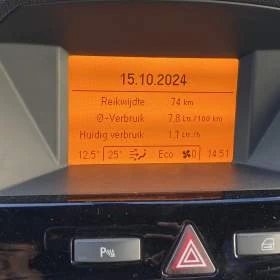 15.10.2024
Reikwijdte 74 km
Ø-Verbruik 7.8 Ltr./100 km
Huidig verbruik 1.1 Ltr./h
12.5° 25° Eco 0 14:51
P